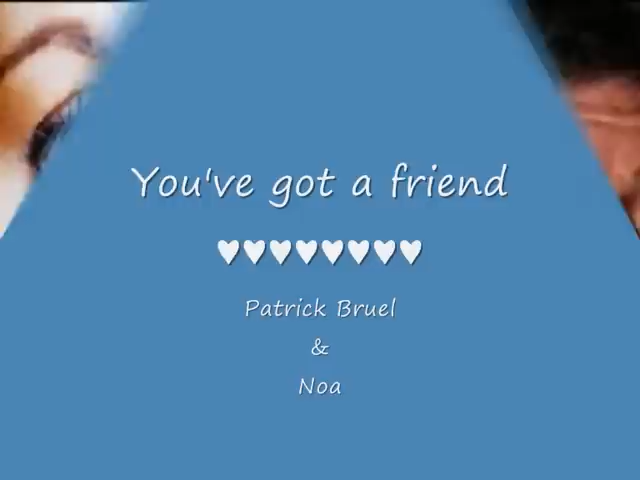 You've got a friend
♥♥♥♥♥♥♥♥
Patrick Bruel
&
Noa